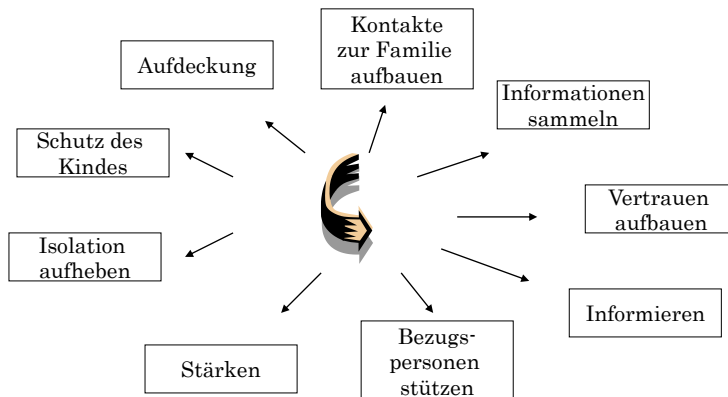 Kontakte
zur Familie
aufbauen
Aufdeckung
Informationen
sammeln
Schutz des
Kindes
Vertrauen
aufbauen
Isolation
aufheben
Informieren
Bezugs-
personen
stützen
Stärken